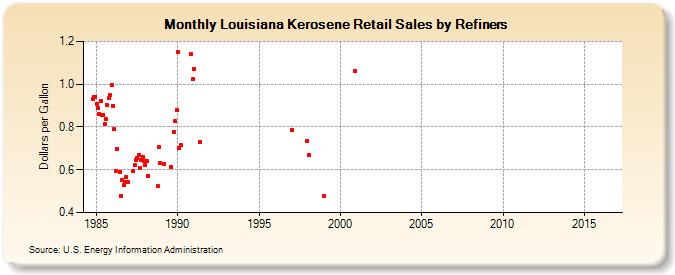 Monthly Louisiana Kerosene Retail Sales by Refiners
Dollars per Gallon
1.2
1.0
0.8
0.6
0.4
1985 1990 1995 2000 2005 2010 2015
Source: U.S. Energy Information Administration